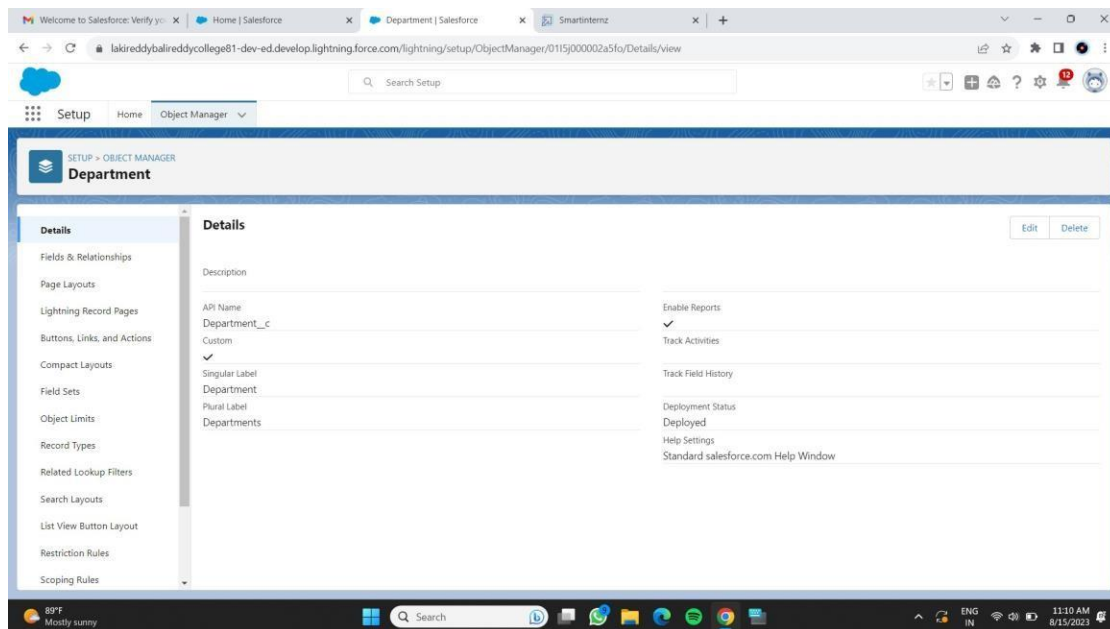 Welcome to Salesforce: Verify yo
Home | Salesforce
Department | Salesforce
Smartinternz
lakireddybalireddycollege81-dev-ed.develop.lightning.force.com/lightning/setup/ObjectManager/01I5j000002a5fo/Details/view
Search Setup
12
Setup
Home
Object Manager
SETUP > OBJECT MANAGER
Department
Details
Fields & Relationships
Page Layouts
Lightning Record Pages
Buttons, Links, and Actions
Compact Layouts
Field Sets
Object Limits
Record Types
Related Lookup Filters
Search Layouts
List View Button Layout
Restriction Rules
Scoping Rules
Details
Edit
Delete
Description
API Name
Department__c
Custom
Singular Label
Department
Plural Label
Departments
Enable Reports
Track Activities
Track Field History
Deployment Status
Deployed
Help Settings
Standard salesforce.com Help Window
89°F
Mostly sunny
Search
ENG
IN
11:10 AM
8/15/2023